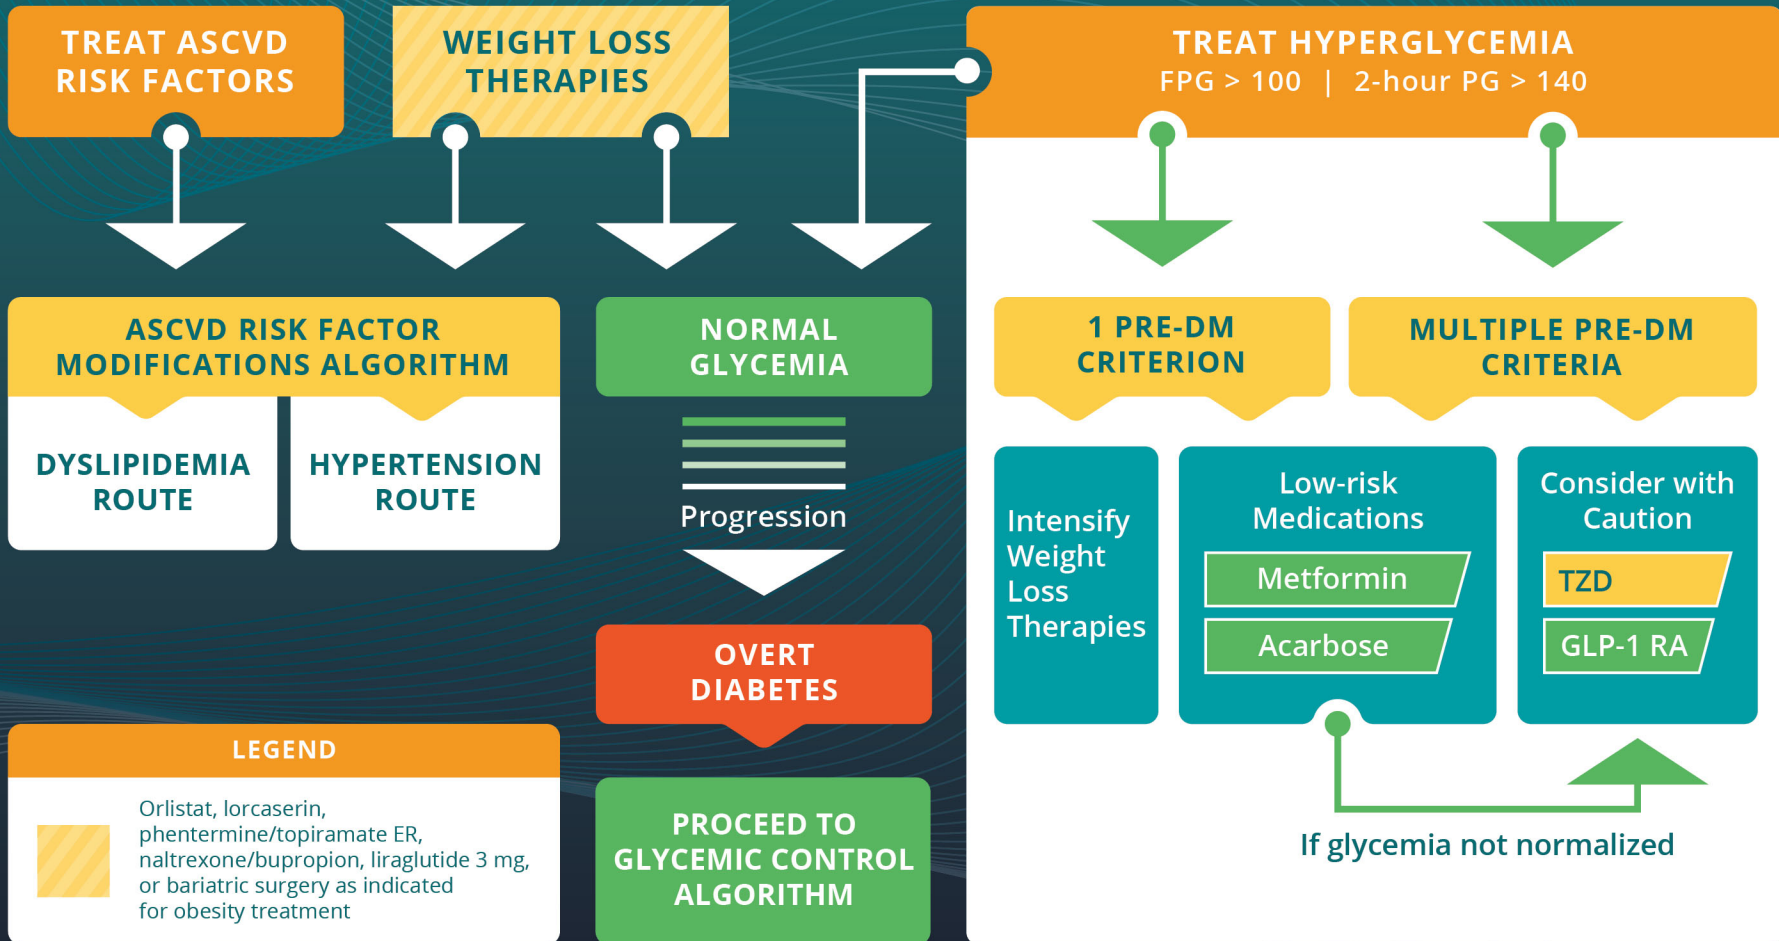 TREAT ASCVD
RISK FACTORS
WEIGHT LOSS
THERAPIES
TREAT HYPERGLYCEMIA
FPG > 100 | 2-hour PG > 140
ASCVD RISK FACTOR
MODIFICATIONS ALGORITHM
DYSLIPIDEMIA
ROUTE
HYPERTENSION
ROUTE
NORMAL
GLYCEMIA
Progression
OVERT
DIABETES
PROCEED TO
GLYCEMIC CONTROL
ALGORITHM
1 PRE-DM
CRITERION
MULTIPLE PRE-DM
CRITERIA
Intensify
Weight
Loss
Therapies
Low-risk
Medications
Metformin
Acarbose
Consider with
Caution
TZD
GLP-1 RA
If glycemia not normalized
LEGEND
Orlistat, lorcaserin,
phentermine/topiramate ER,
naltrexone/bupropion, liraglutide 3 mg,
or bariatric surgery as indicated
for obesity treatment